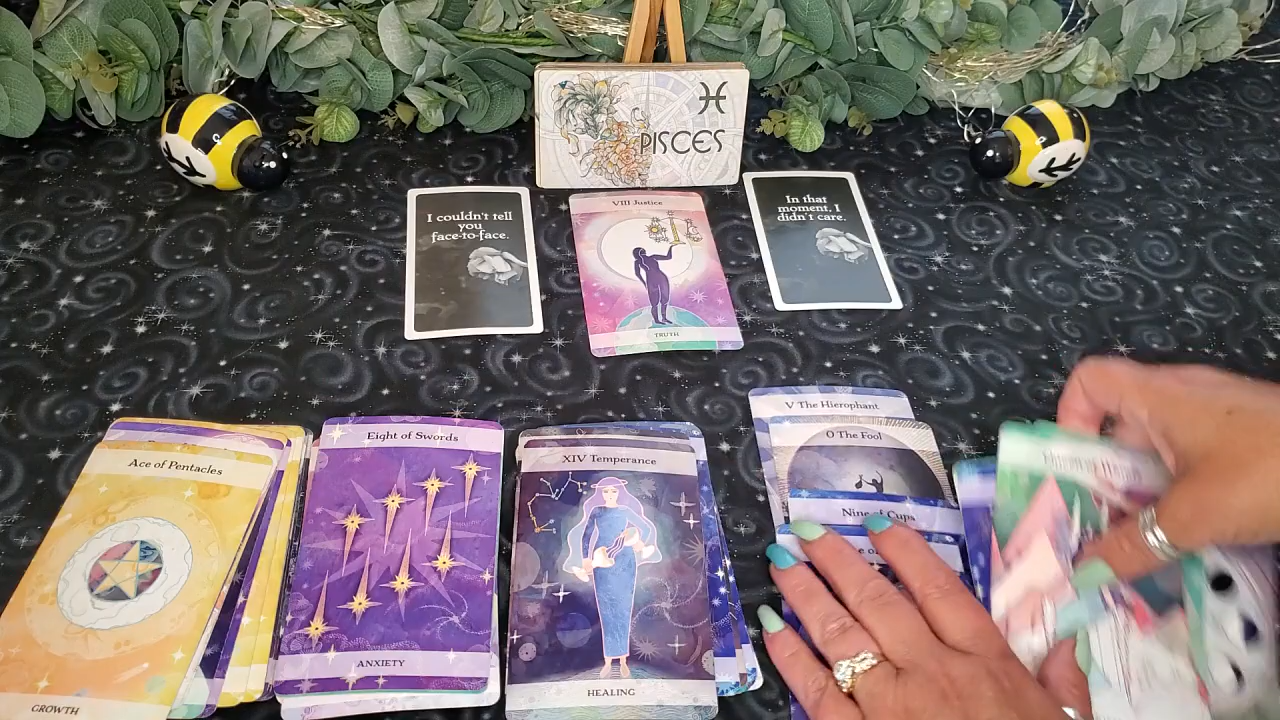 ♓
PISCES
I couldn't tell
you
face-to-face.
VIII Justice
TRUTH
In that
moment, I
didn't care.
Ace of Pentacles
GROWTH
Eight of Swords
ANXIETY
XIV Temperance
HEALING
V The Hierophant
0 The Fool
Nine of Cups